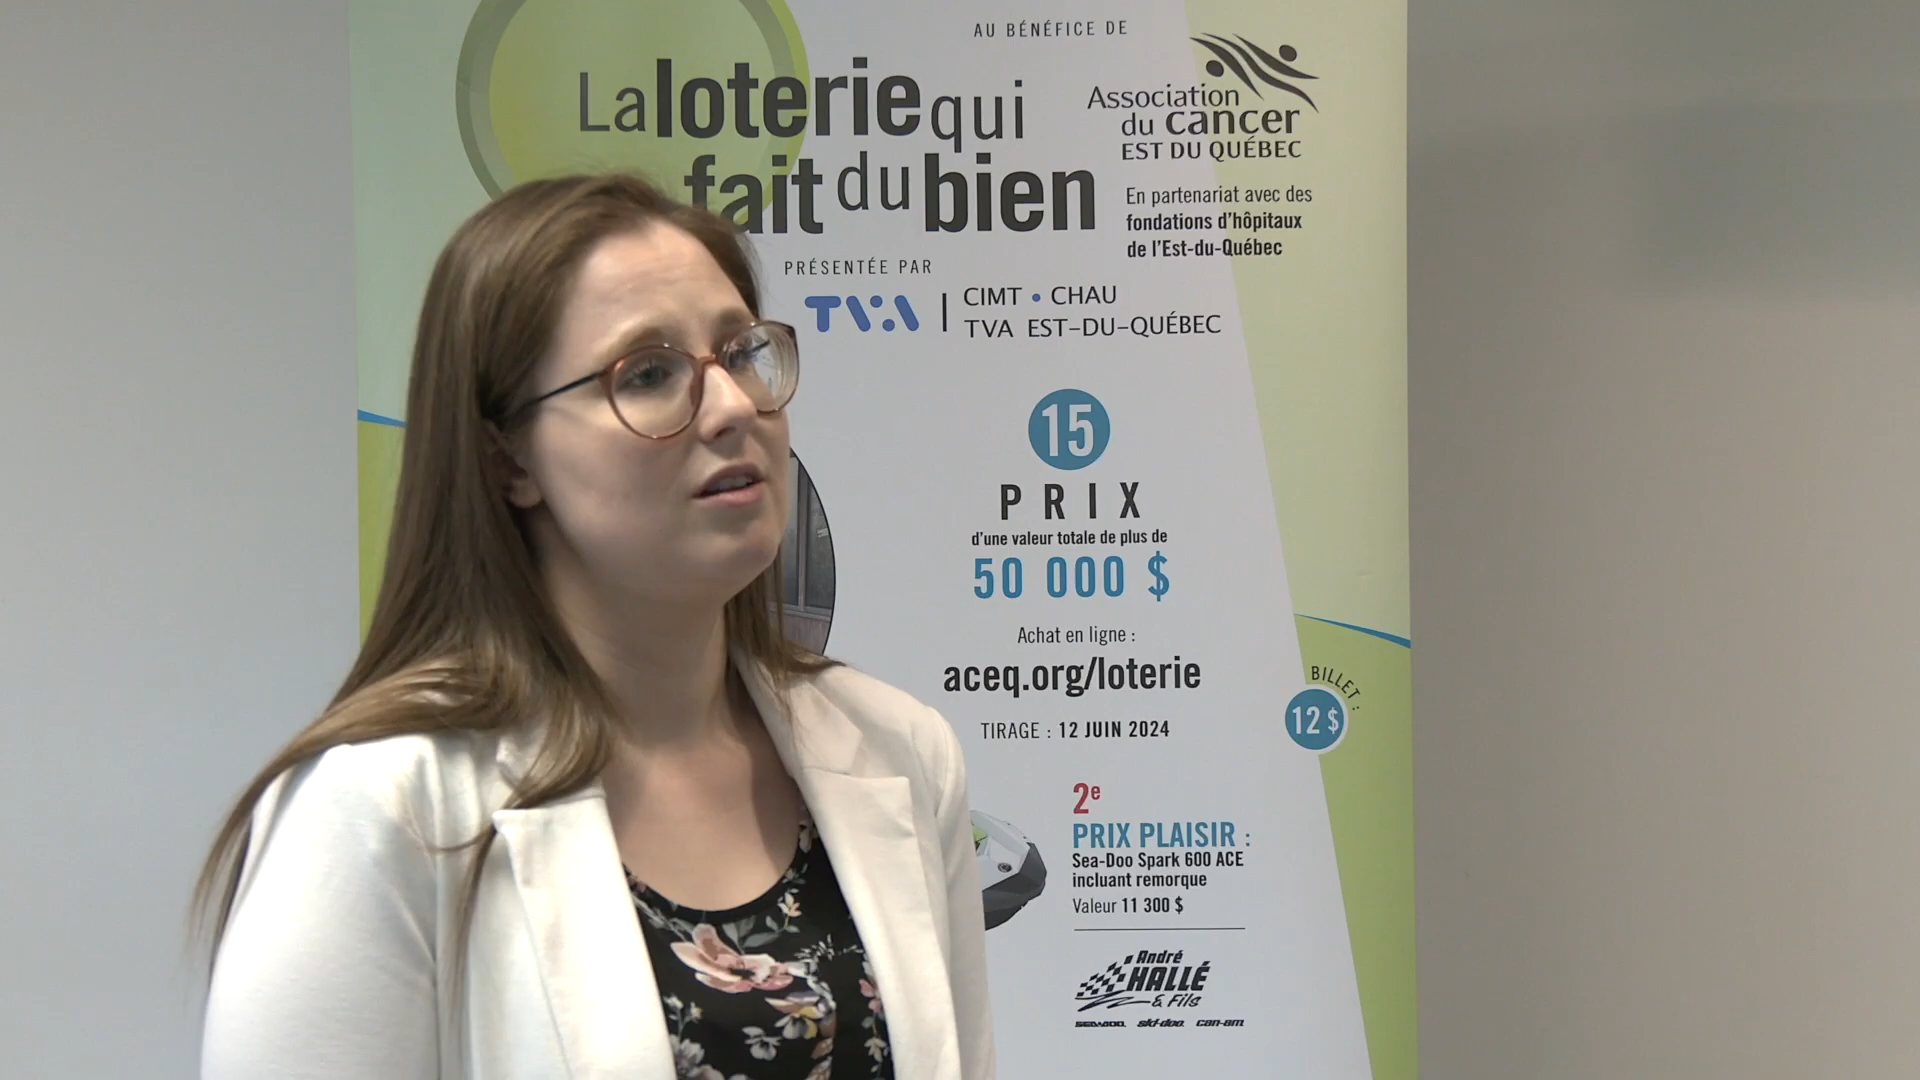 AU BÉNÉFICE DE
La loterie qui
fait du bien
Association
du cancer
EST DU QUÉBEC
En partenariat avec des
fondations d'hôpitaux
de l'Est-du-Québec
PRÉSENTÉE PAR
TVA | CIMT • CHAU
TVA EST-DU-QUÉBEC
15
PRIX
d'une valeur totale de plus de
50 000 $
Achat en ligne :
aceq.org/loterie
TIRAGE : 12 JUIN 2024
BILLET :
12 $
2e
PRIX PLAISIR :
Sea-Doo Spark 600 ACE
incluant remorque
Valeur 11 300 $
André
HALLÉ
& Fils
sea-doo ski-doo can-am